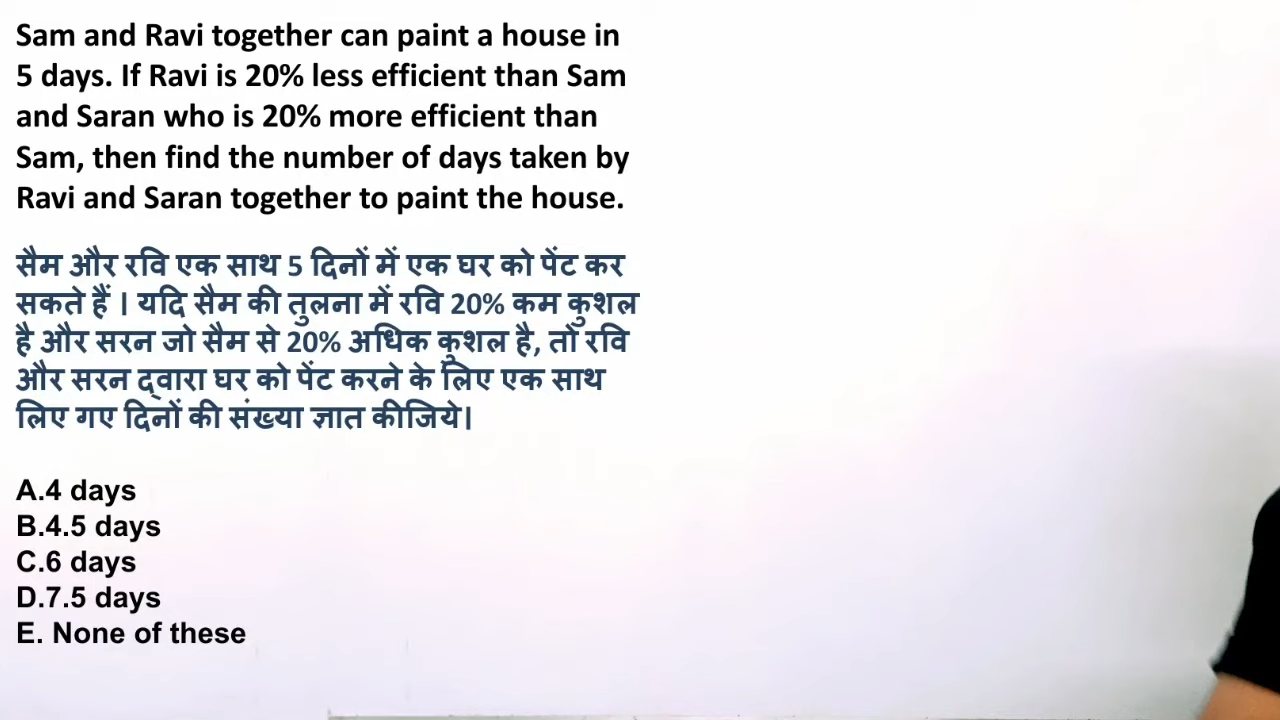 Sam and Ravi together can paint a house in
5 days. If Ravi is 20% less efficient than Sam
and Saran who is 20% more efficient than
Sam, then find the number of days taken by
Ravi and Saran together to paint the house.
सैम और रवि एक साथ 5 दिनों में एक घर को पेंट कर
सकते हैं । यदि सैम की तुलना में रवि 20% कम कुशल
है और सरन जो सैम से 20% अधिक कुशल है, तो रवि
और सरन द्वारा घर को पेंट करने के लिए एक साथ
लिए गए दिनों की संख्या ज्ञात कीजिये।
A.4 days
B.4.5 days
C.6 days
D.7.5 days
E. None of these